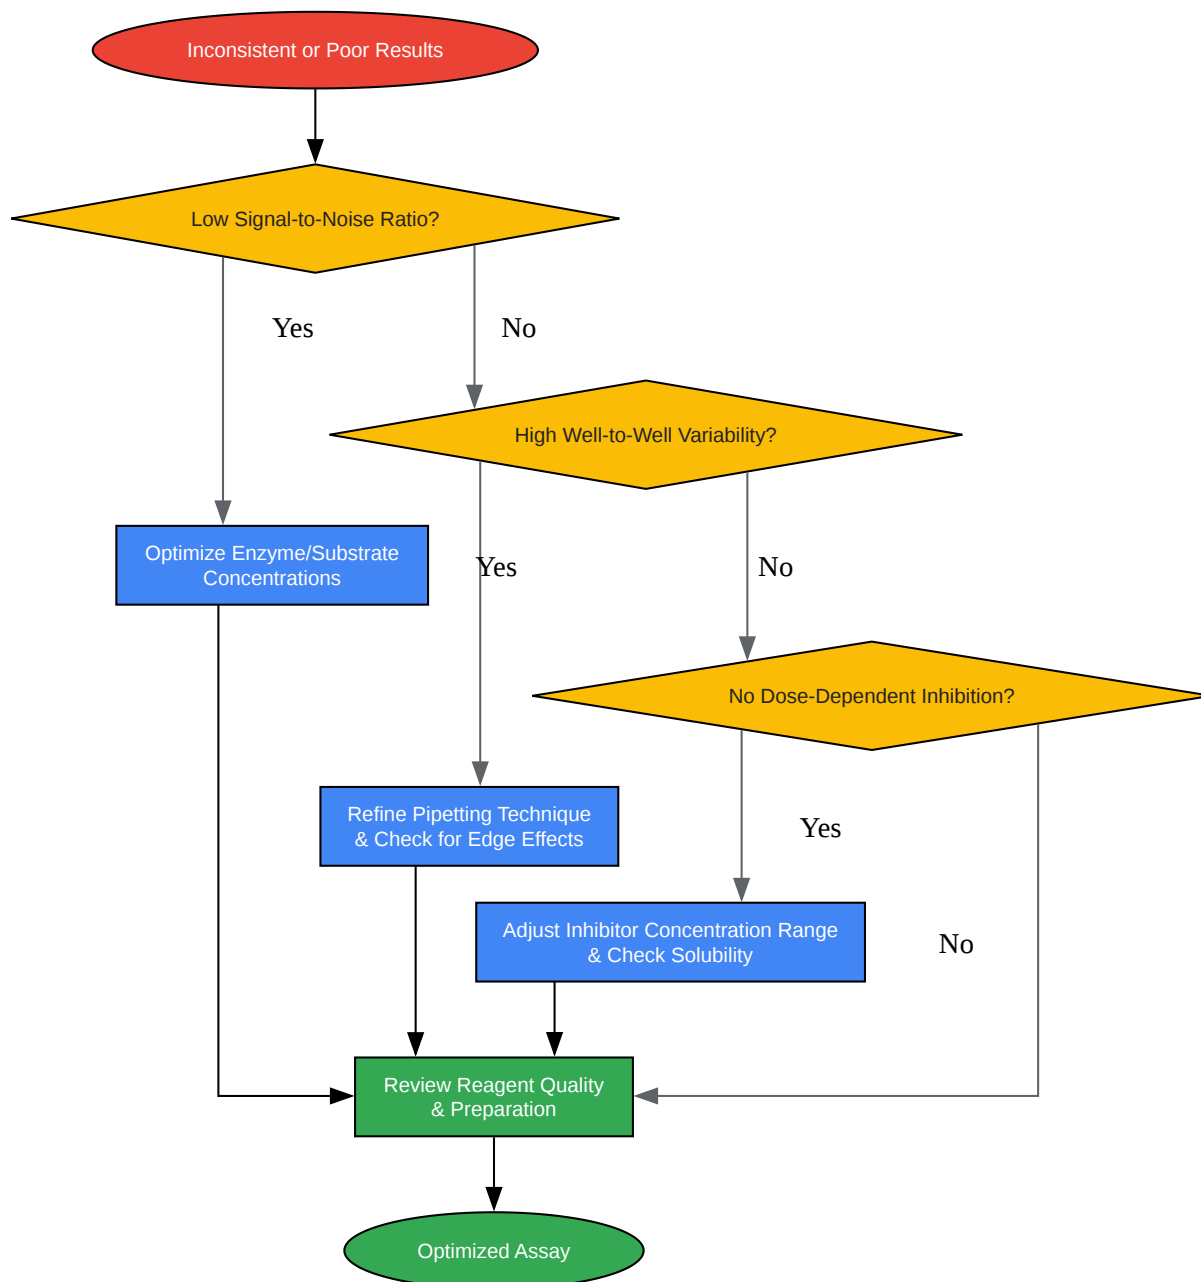 Inconsistent or Poor Results
Low Signal-to-Noise Ratio?
Yes
No
High Well-to-Well Variability?
Optimize Enzyme/Substrate
Concentrations
Yes
No
No Dose-Dependent Inhibition?
Refine Pipetting Technique
& Check for Edge Effects
Yes
Adjust Inhibitor Concentration Range
& Check Solubility
No
Review Reagent Quality
& Preparation
Optimized Assay